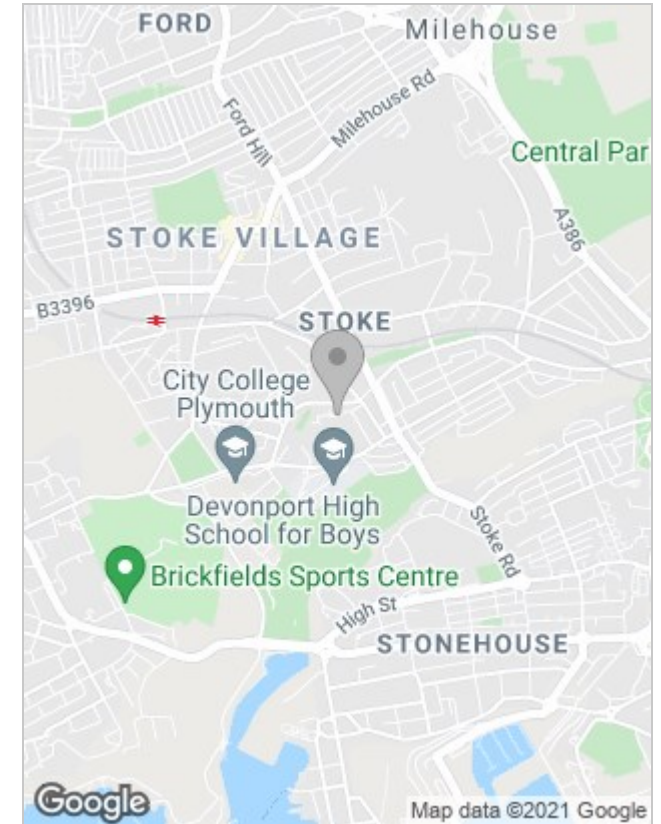 FORD
Milehouse
Milehouse Rd
Ford Hill
Central Par
A386
STOKE VILLAGE
B3396
STOKE
City College
Plymouth
Devonport High
School for Boys
Stoke Rd
Brickfields Sports Centre
High St
STONEHOUSE
Google
Map data ©2021 Google